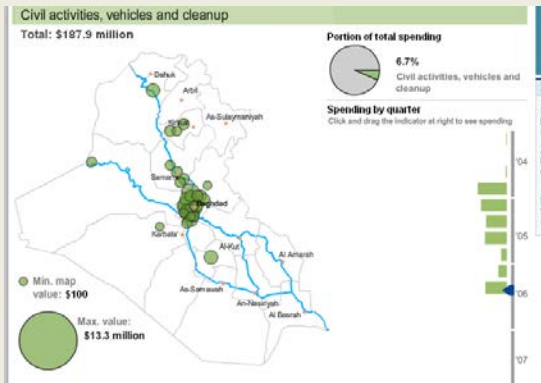 Civil activities, vehicles and cleanup
Total: $187.9 million
Portion of total spending
6.7%
Civil activities, vehicles and
cleanup
Spending by quarter
Click and drag the indicator at right to see spending
Dahuk
Arbil
As-Sulaymaniyah
Baghdad
Karbala'
Al-Kut
Al Amarah
As-Samawah
An-Nasiriyah
Al Basrah
Min. map
value: $100
Max. value:
$13.3 million
'04
'05
'06
'07